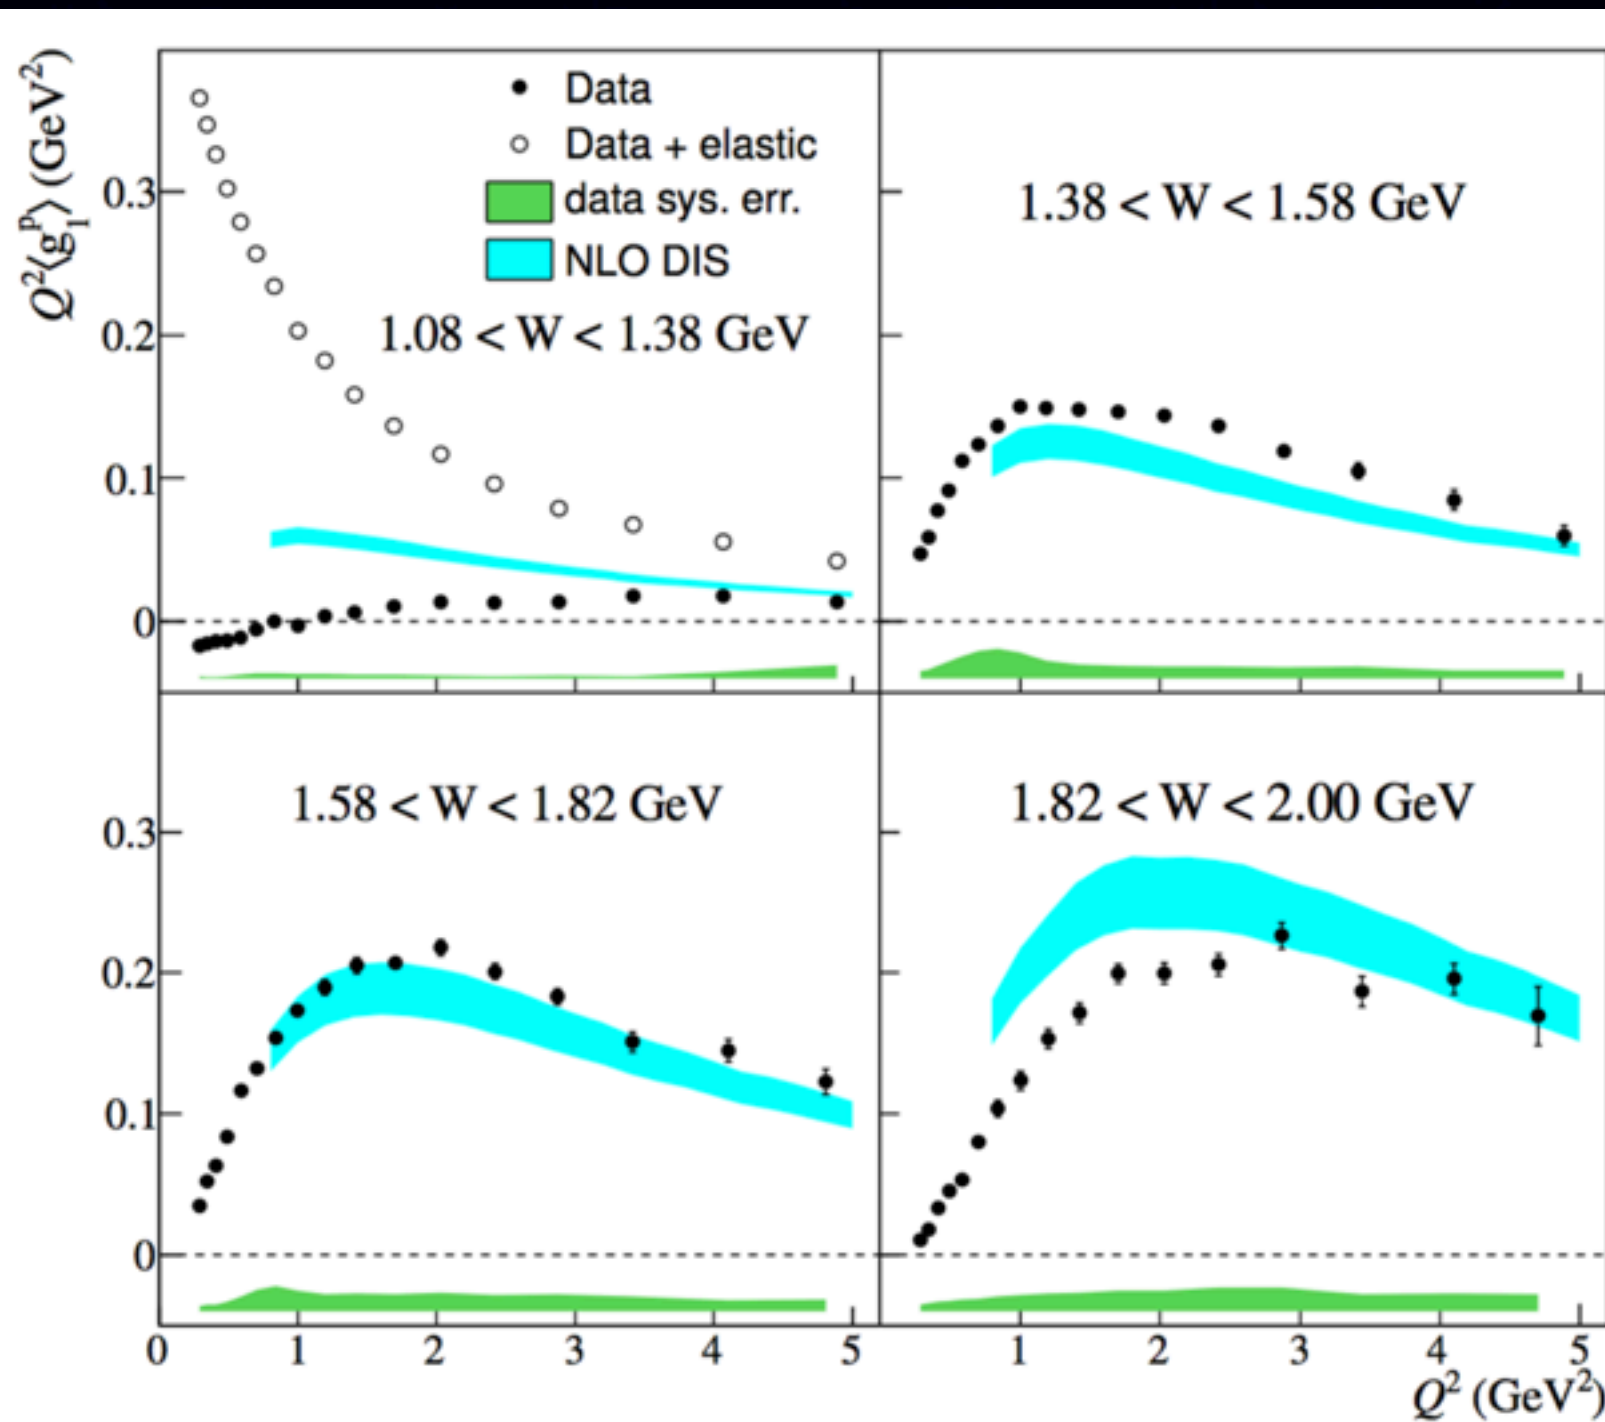 Q²⟨g₁ᵖ⟩ (GeV²)
Data
Data + elastic
data sys. err.
NLO DIS
1.08 < W < 1.38 GeV
0.3
0.2
0.1
0
1.38 < W < 1.58 GeV
1.58 < W < 1.82 GeV
0.3
0.2
0.1
0
1.82 < W < 2.00 GeV
0 1 2 3 4 5
1 2 3 4 5
Q² (GeV²)